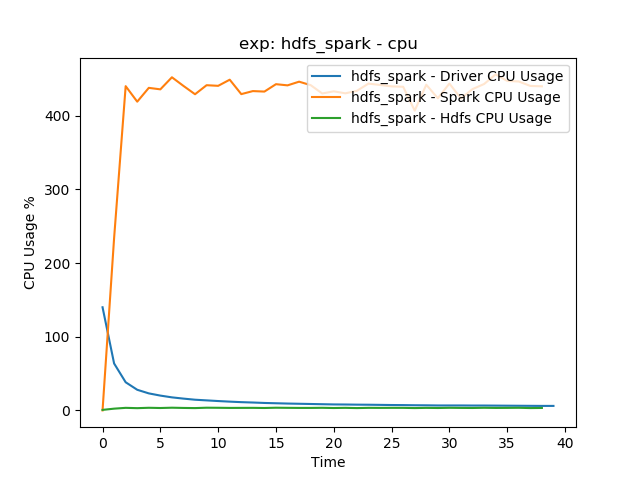 exp: hdfs_spark - cpu
hdfs_spark - Driver CPU Usage
hdfs_spark - Spark CPU Usage
hdfs_spark - Hdfs CPU Usage
CPU Usage %
400
300
200
100
0
0 5 10 15 20 25 30 35 40
Time